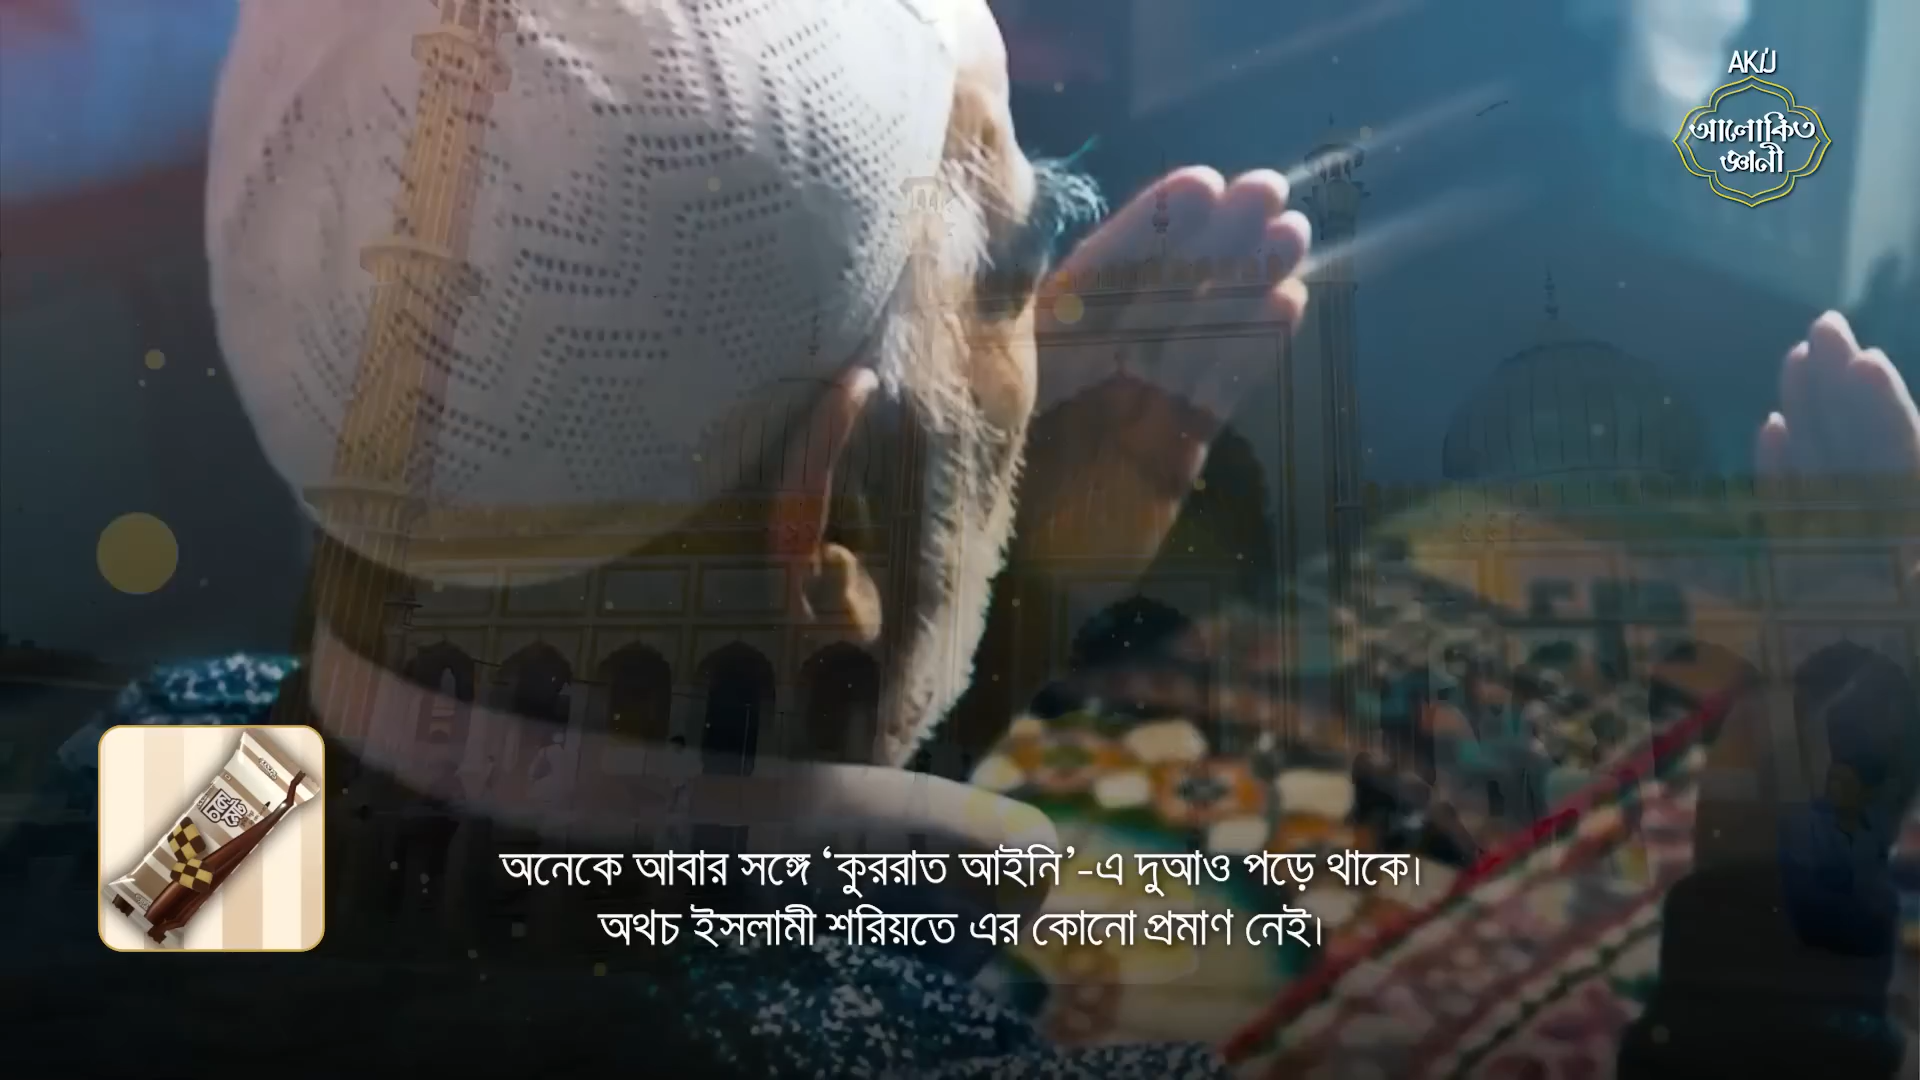 AKIJ
আলোকিত
জ্ঞানী
অনেকে আবার সঙ্গে ‘কুররাত আইনি’-এ দুআও পড়ে থাকে।
অথচ ইসলামী শরিয়তে এর কোনো প্রমাণ নেই।